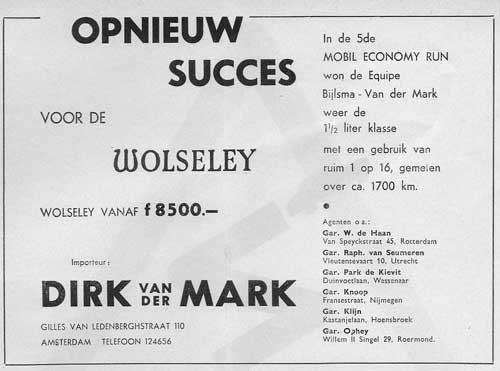 OPNIEUW
SUCCES
VOOR DE
WOLSELEY
WOLSELEY VANAF f 8500.—
Importeur:
DIRK VAN DER MARK
GILLES VAN LEDENBERGHSTRAAT 110
AMSTERDAM TELEFOON 124656
In de 5de
MOBIL ECONOMY RUN
won de Equipe
Bijlsma - Van der Mark
weer de
1½ liter klasse
met een gebruik van
ruim 1 op 16, gemeten
over ca. 1700 km.
Agenten o a.:
Gar. W. de Haan
Van Speyckstraat 45, Rotterdam
Gar. Raph. van Seumeren
Vleutensevaart 10, Utrecht
Gar. Park de Kievit
Duinvoetlaan, Wassenaar
Gar. Knoop
Fransestraat, Nijmegen
Gar. Klijn
Kastanjelaan, Hoensbroek
Gar. Ophey
Willem II Singel 29, Roermond.